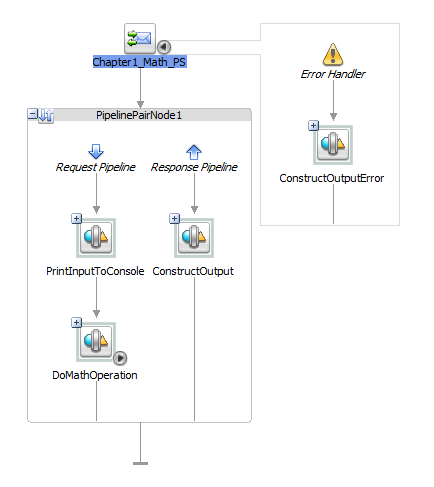 Chapter1_Math_PS
Error Handler
ConstructOutputError
PipelinePairNode1
Request Pipeline
Response Pipeline
PrintInputToConsole
ConstructOutput
DoMathOperation